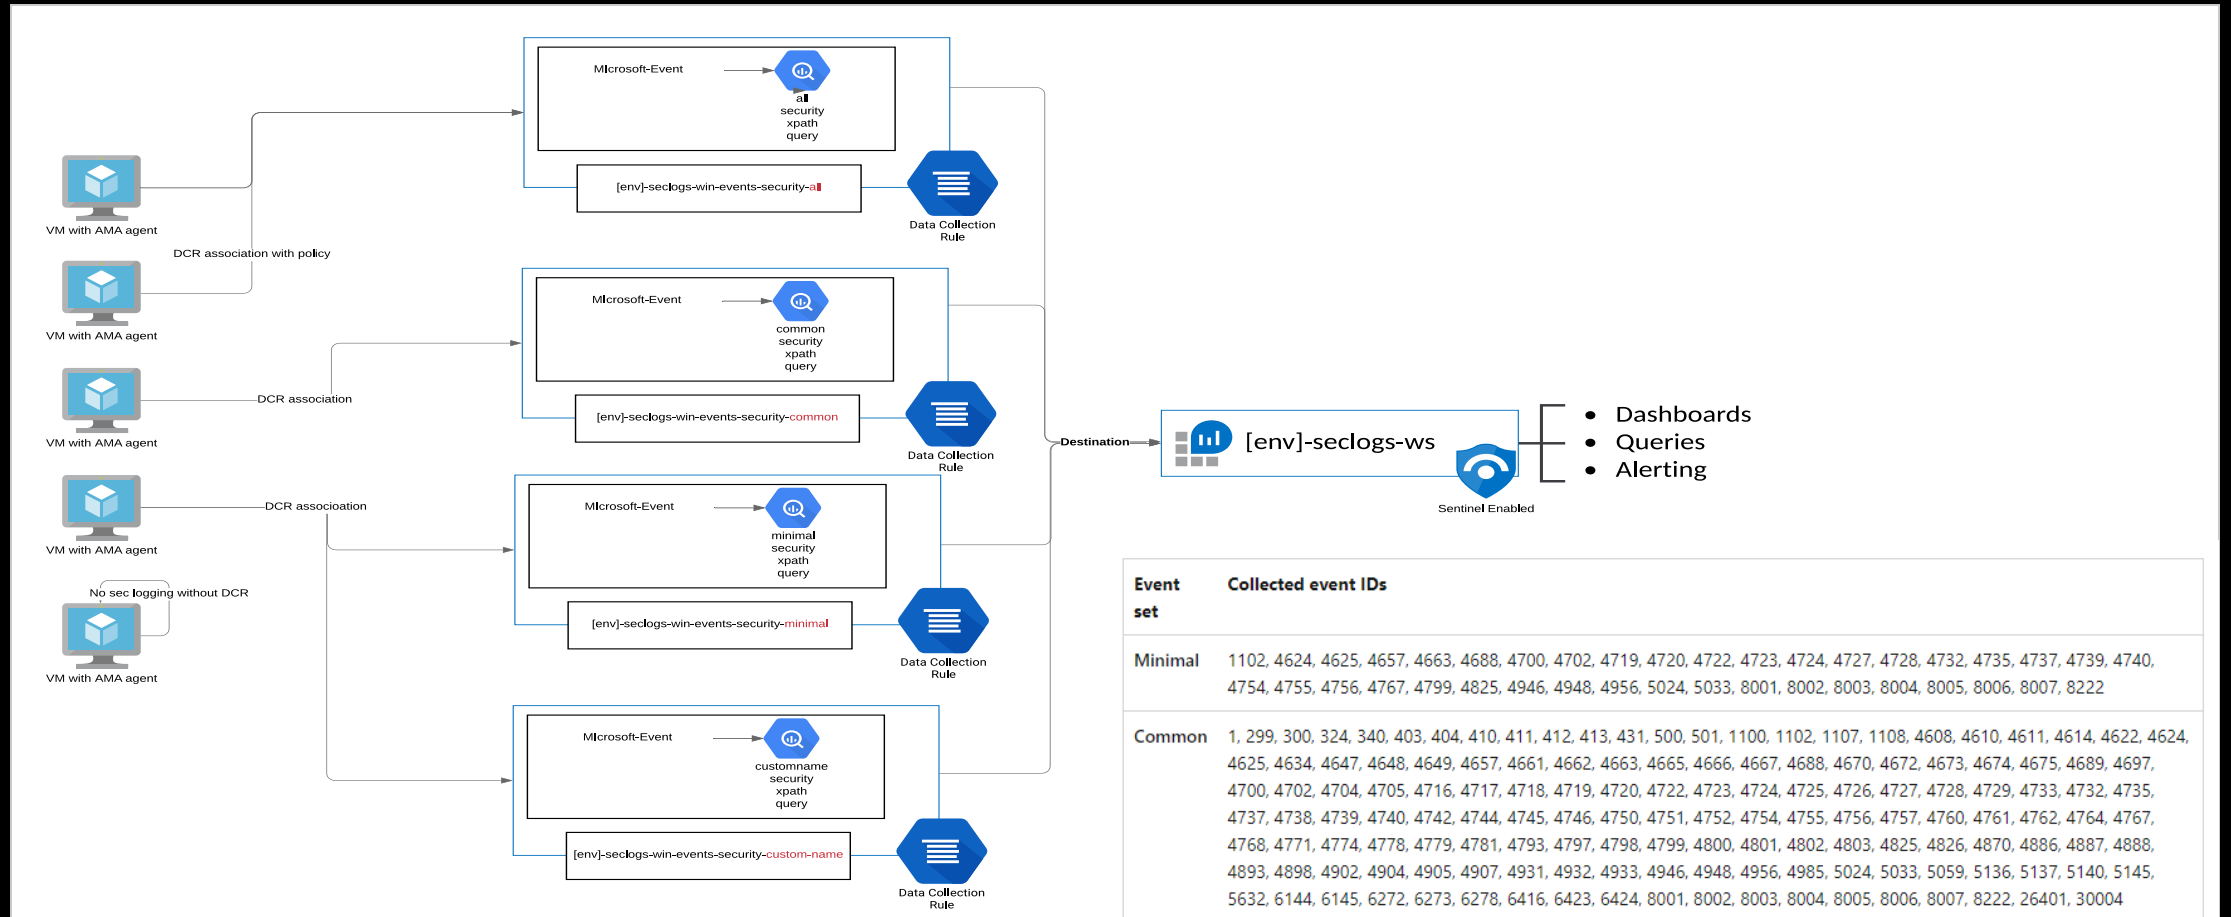 MIcrosoft-Event
all
security
xpath
query
[env]-seclogs-win-events-security-all
Data Collection
Rule
VM with AMA agent
DCR association with policy
VM with AMA agent
MIcrosoft-Event
common
security
xpath
query
[env]-seclogs-win-events-security-common
Data Collection
Rule
DCR association
VM with AMA agent
MIcrosoft-Event
minimal
security
xpath
query
[env]-seclogs-win-events-security-minimal
Data Collection
Rule
DCR associoation
VM with AMA agent
No sec logging without DCR
VM with AMA agent
MIcrosoft-Event
customname
security
xpath
query
[env]-seclogs-win-events-security-custom-name
Data Collection
Rule
Destination
[env]-seclogs-ws
Sentinel Enabled
• Dashboards
• Queries
• Alerting
Event
set
Collected event IDs
Minimal
1102, 4624, 4625, 4657, 4663, 4688, 4700, 4702, 4719, 4720, 4722, 4723, 4724, 4727, 4728, 4732, 4735, 4737, 4739, 4740,
4754, 4755, 4756, 4767, 4799, 4825, 4946, 4948, 4956, 5024, 5033, 8001, 8002, 8003, 8004, 8005, 8006, 8007, 8222
Common
1, 299, 300, 324, 340, 403, 404, 410, 411, 412, 413, 431, 500, 501, 1100, 1102, 1107, 1108, 4608, 4610, 4611, 4614, 4622, 4624,
4625, 4634, 4647, 4648, 4649, 4657, 4661, 4662, 4663, 4665, 4666, 4667, 4688, 4670, 4672, 4673, 4674, 4675, 4689, 4697,
4700, 4702, 4704, 4705, 4716, 4717, 4718, 4719, 4720, 4722, 4723, 4724, 4725, 4726, 4727, 4728, 4729, 4733, 4732, 4735,
4737, 4738, 4739, 4740, 4742, 4744, 4745, 4746, 4750, 4751, 4752, 4754, 4755, 4756, 4757, 4760, 4761, 4762, 4764, 4767,
4768, 4771, 4774, 4778, 4779, 4781, 4793, 4797, 4798, 4799, 4800, 4801, 4802, 4803, 4825, 4826, 4870, 4886, 4887, 4888,
4893, 4898, 4902, 4904, 4905, 4907, 4931, 4932, 4933, 4946, 4948, 4956, 4985, 5024, 5033, 5059, 5136, 5137, 5140, 5145,
5632, 6144, 6145, 6272, 6273, 6278, 6416, 6423, 6424, 8001, 8002, 8003, 8004, 8005, 8006, 8007, 8222, 26401, 30004